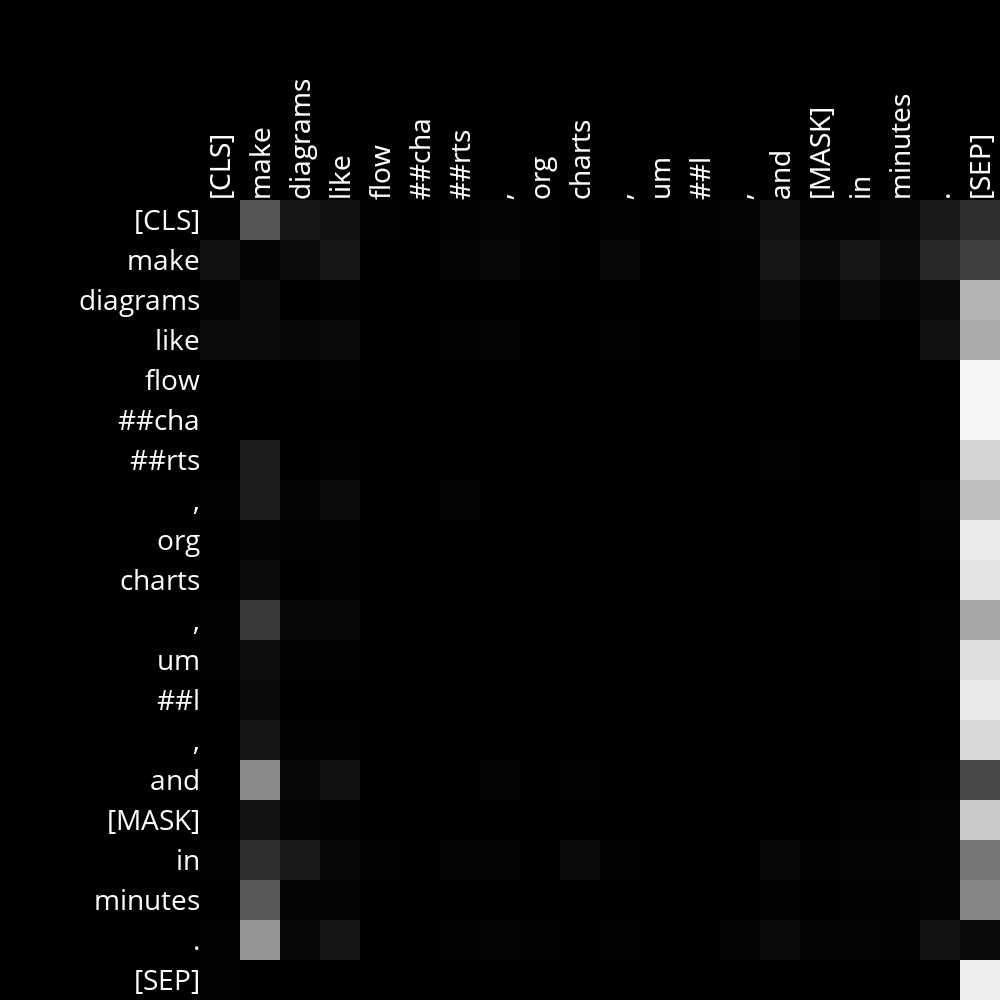 [CLS] make diagrams like flow ##cha ##rts , org charts , um ##l , and [MASK] in minutes . [SEP]
[CLS]
make
diagrams
like
flow
##cha
##rts
,
org
charts
,
um
##l
,
and
[MASK]
in
minutes
.
[SEP]